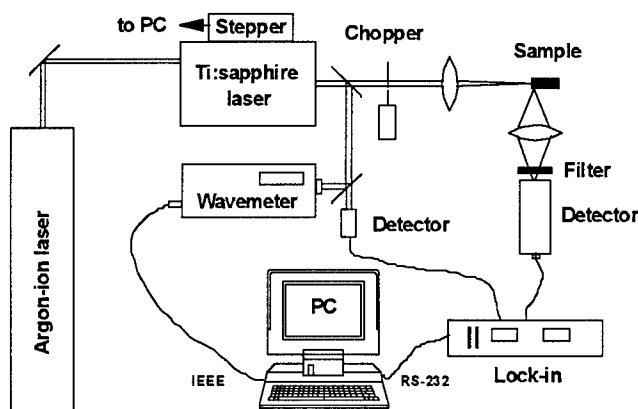 to PC
Stepper
Chopper
Sample
Ti:sapphire
laser
Filter
Wavemeter
Detector
Detector
Argon-ion laser
PC
IEEE
RS-232
Lock-in